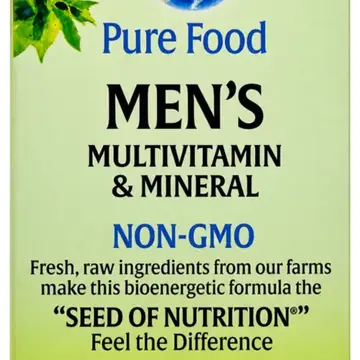 Pure Food
MEN'S
MULTIVITAMIN
& MINERAL
NON-GMO
Fresh, raw ingredients from our farms
make this bioenergetic formula the
“SEED OF NUTRITION®”
Feel the Difference